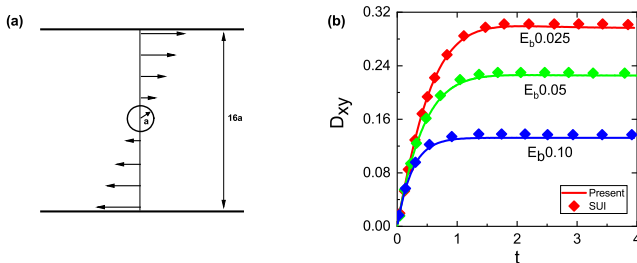 (a)
a
16a
(b)
D_xy
0.32
0.24
0.16
0.08
0.00
E_b0.025
E_b0.05
E_b0.10
Present
SUI
0 1 2 3 4
t